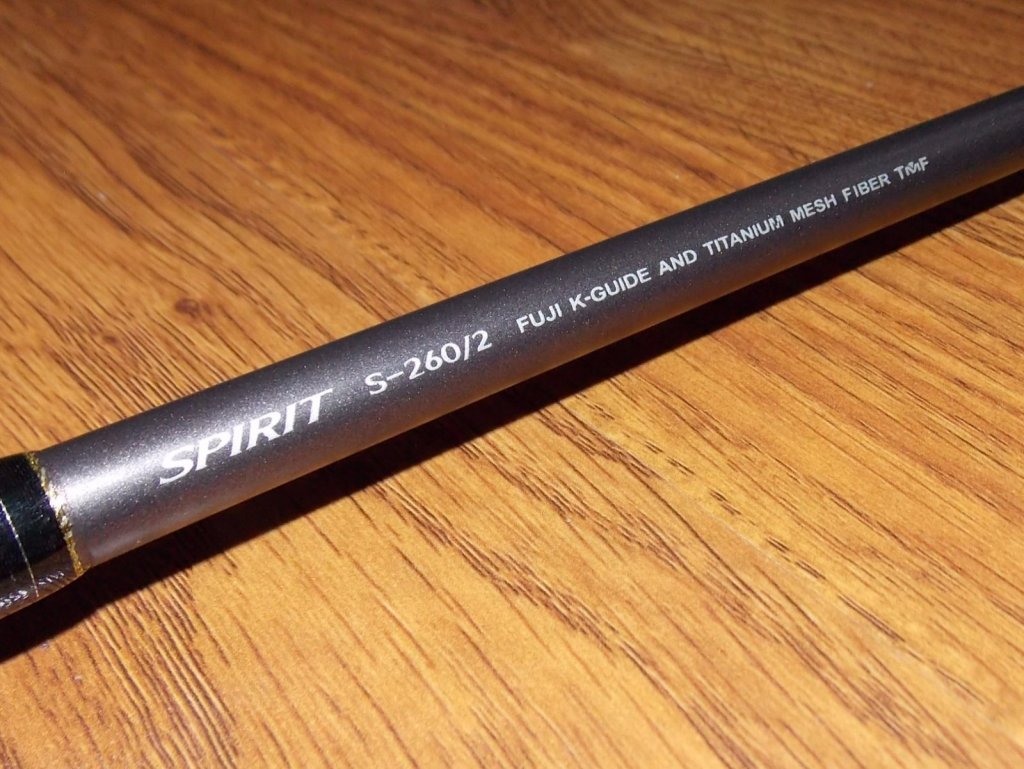 SPIRIT S-260/2 FUJI K-GUIDE AND TITANIUM MESH FIBER TMF